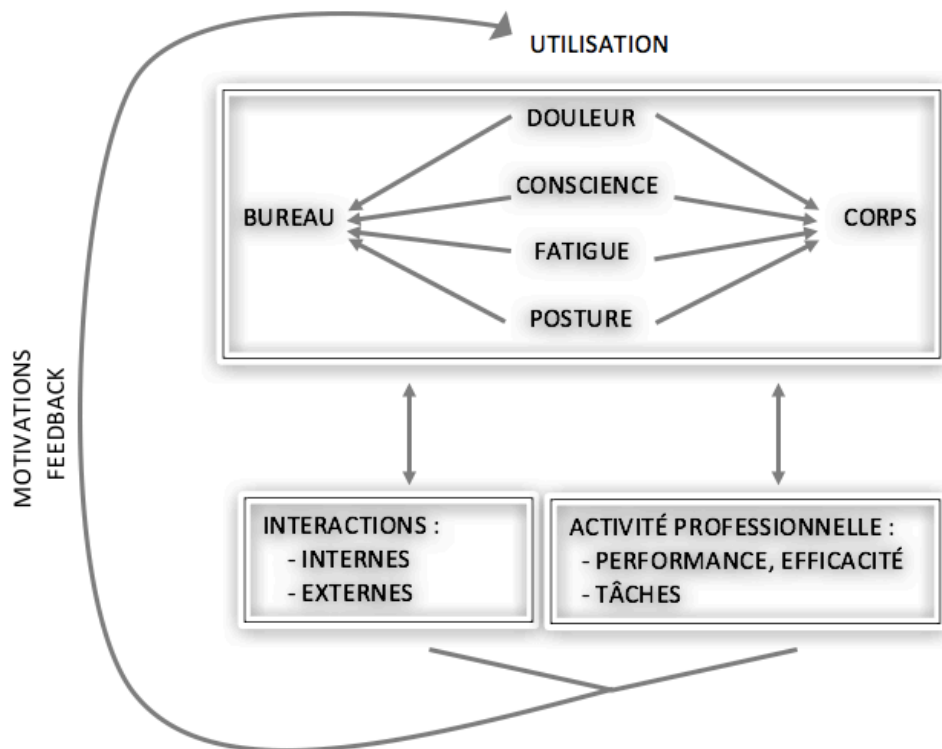 UTILISATION
DOULEUR
CONSCIENCE
BUREAU
CORPS
FATIGUE
POSTURE
MOTIVATIONS
FEEDBACK
INTERACTIONS :
- INTERNES
- EXTERNES
ACTIVITÉ PROFESSIONNELLE :
- PERFORMANCE, EFFICACITÉ
- TÂCHES